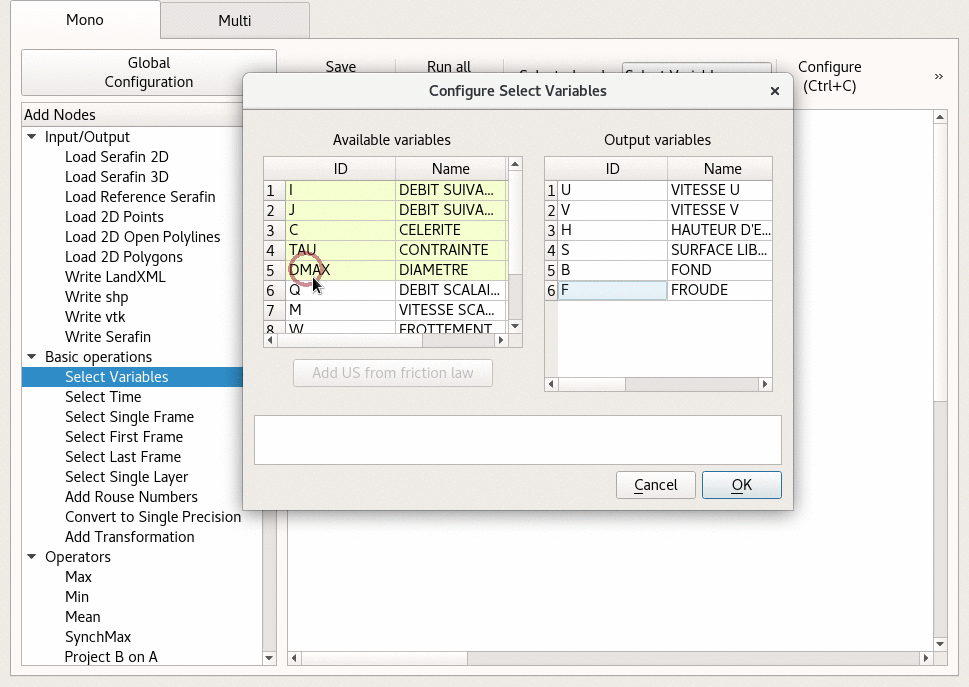 Mono Multi
Global
Configuration
Save
Run all
Configure
(Ctrl+C)
»
Add Nodes
Input/Output
Load Serafin 2D
Load Serafin 3D
Load Reference Serafin
Load 2D Points
Load 2D Open Polylines
Load 2D Polygons
Write LandXML
Write shp
Write vtk
Write Serafin
Basic operations
Select Variables
Select Time
Select Single Frame
Select First Frame
Select Last Frame
Select Single Layer
Add Rouse Numbers
Convert to Single Precision
Add Transformation
Operators
Max
Min
Mean
SynchMax
Project B on A
Configure Select Variables
Available variables
ID Name
1 I DEBIT SUIVA...
2 J DEBIT SUIVA...
3 C CELERITE
4 TAU CONTRAINTE
5 DMAX DIAMETRE
6 Q DEBIT SCALAI...
7 M VITESSE SCA...
8 W FROTTEMENT
Add US from friction law
Output variables
ID Name
1 U VITESSE U
2 V VITESSE V
3 H HAUTEUR D'E...
4 S SURFACE LIB...
5 B FOND
6 F FROUDE
Cancel
OK